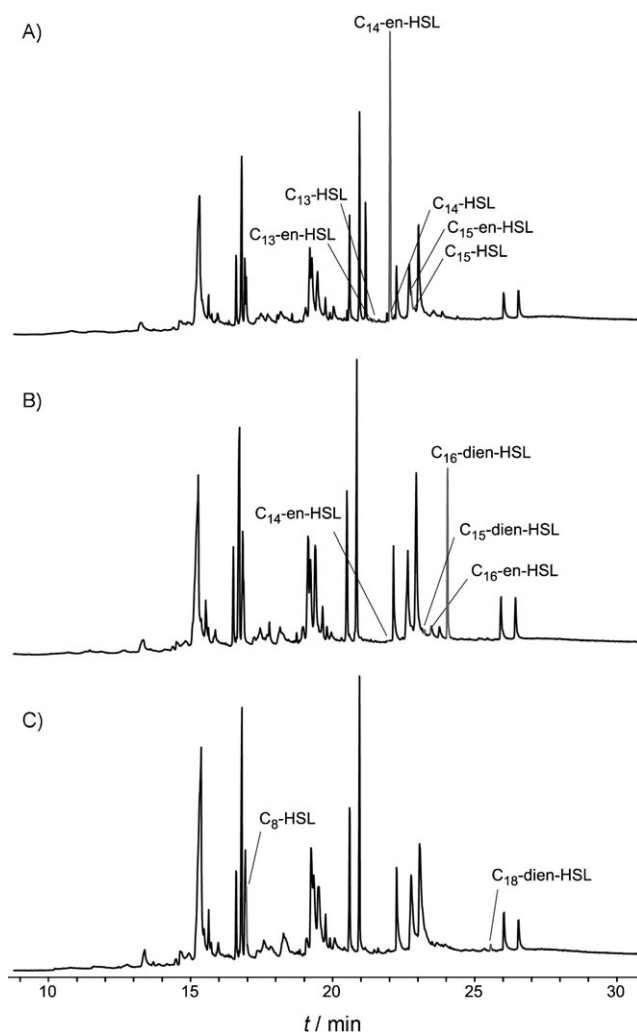 A)
C₁₄-en-HSL
C₁₃-HSL
C₁₄-HSL
C₁₃-en-HSL
C₁₅-en-HSL
C₁₅-HSL
B)
C₁₆-dien-HSL
C₁₄-en-HSL
C₁₅-dien-HSL
C₁₆-en-HSL
C)
C₈-HSL
C₁₈-dien-HSL
10 15 20 25 30
t / min